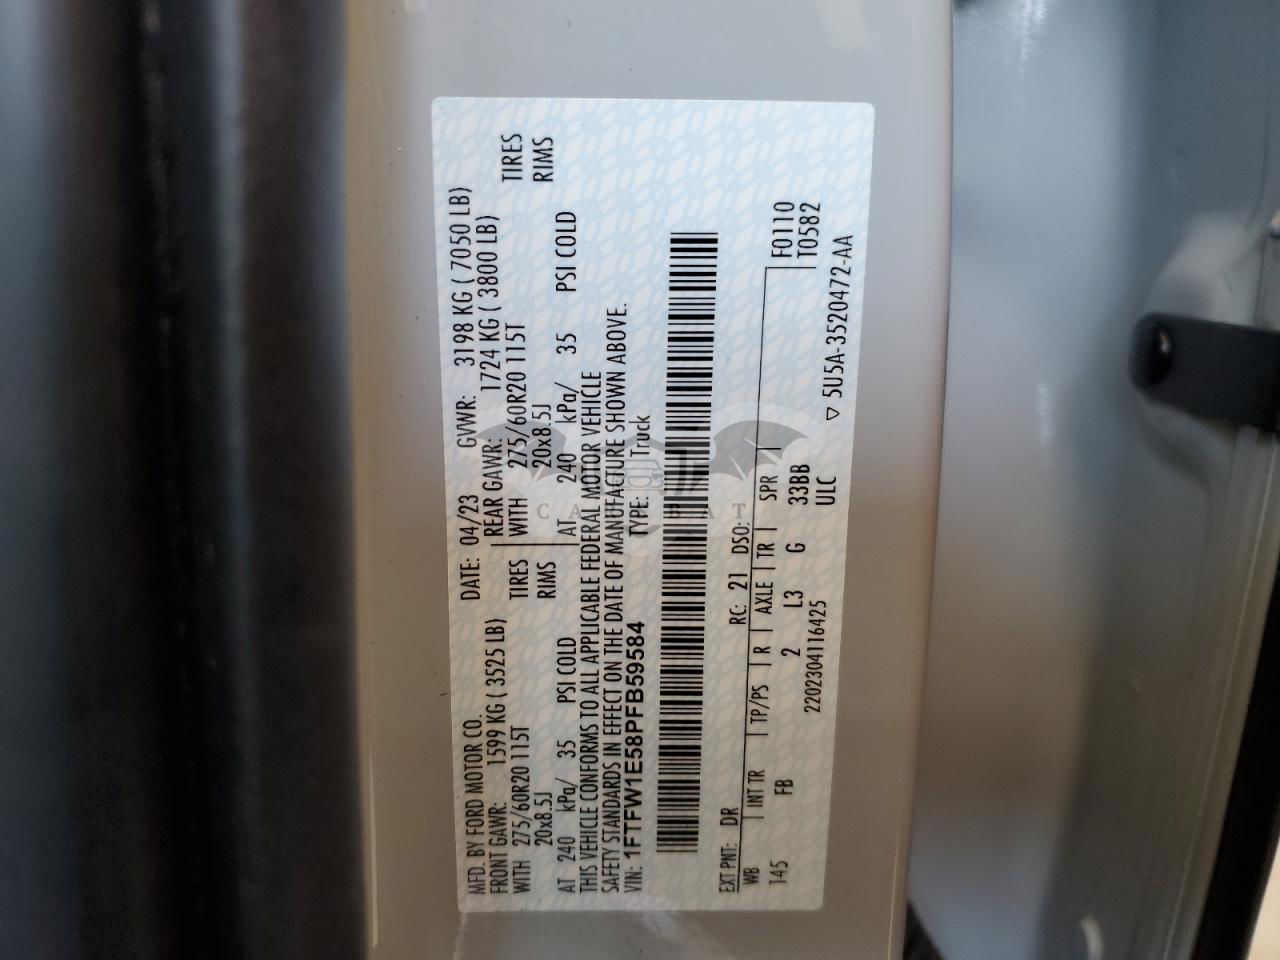 MFD. BY FORD MOTOR CO. DATE: 04/23 GVWR: 3198 KG ( 7050 LB)
FRONT GAWR: 1599 KG ( 3525 LB) REAR GAWR: 1724 KG ( 3800 LB)
WITH 275/60R20 115T TIRES WITH 275/60R20 115T TIRES
20x8.5J RIMS 20x8.5J RIMS
AT 240 kPa/ 35 PSI COLD AT 240 kPa/ 35 PSI COLD
THIS VEHICLE CONFORMS TO ALL APPLICABLE FEDERAL MOTOR VEHICLE
SAFETY STANDARDS IN EFFECT ON THE DATE OF MANUFACTURE SHOWN ABOVE.
VIN: 1FTFW1E58PFB59584 TYPE: Truck
EXT PNT: DR RC: 21 DSO: F0110
WB INT TR TP/PS R AXLE TR SPR T0582
145 FB 2 L3 G 33BB
2202304116425 ULC ▽ 5U5A-3520472-AA
CARBAT